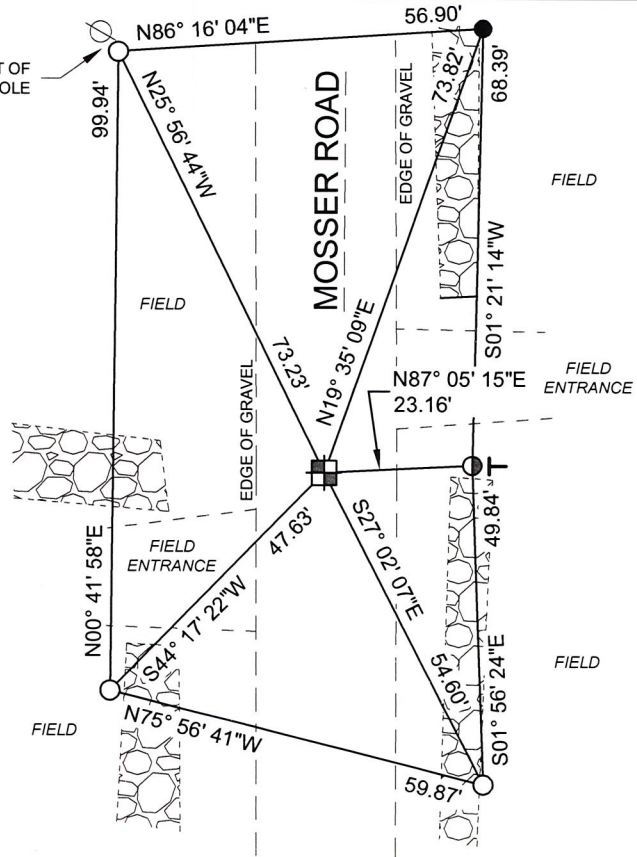 N86° 16' 04"E
56.90'
T OF
OLE
99.94'
N25° 56' 44"W
73.82'
68.39'
EDGE OF GRAVEL
MOSSER ROAD
FIELD
FIELD
S01° 21' 14"W
N19° 35' 09"E
73.23'
N87° 05' 15"E
23.16'
FIELD
ENTRANCE
EDGE OF GRAVEL
T
47.63'
49.84'
FIELD
ENTRANCE
N00° 41' 58"E
S44° 17' 22"W
S27° 02' 07"E
54.60'
S01° 56' 24"E
FIELD
FIELD
N75° 56' 41"W
59.87'